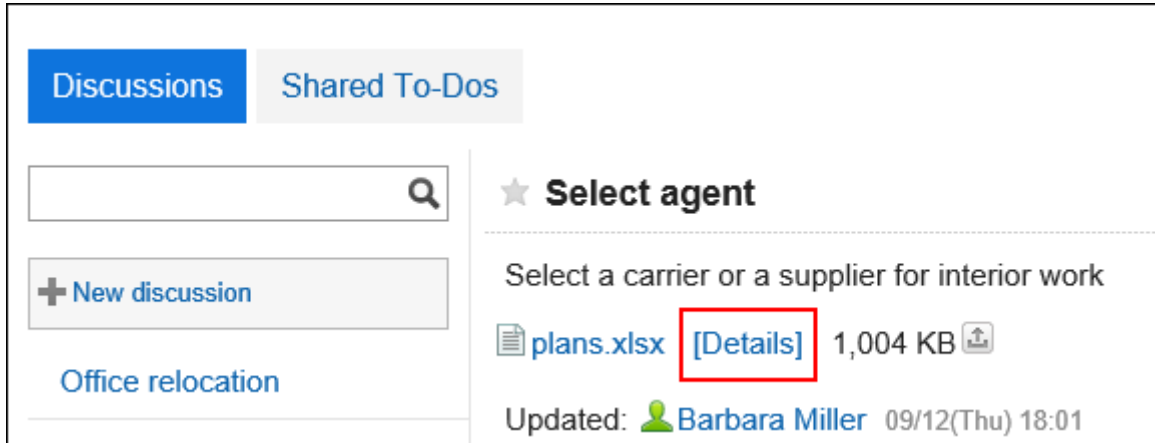 Discussions Shared To-Dos
Select agent
New discussion
Office relocation
Select a carrier or a supplier for interior work
plans.xlsx [Details] 1,004 KB
Updated: Barbara Miller 09/12(Thu) 18:01